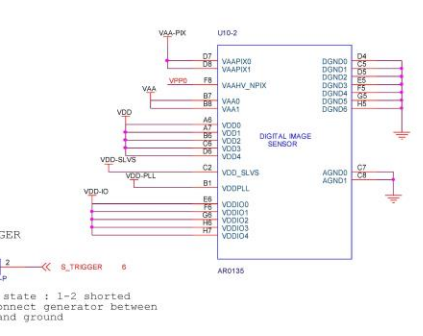 VAA-PIX
U10-2
D7
D8
VAAPIX0
VAAPIX1
DGND0
DGND1
DGND2
DGND3
DGND4
DGND5
DGND6
D4
C5
D5
E5
F5
G5
H5
VPP0
F8
VAAHV_NPIX
VAA
B7
B8
VAA0
VAA1
VDD
A6
A7
B6
C6
D6
VDD0
VDD1
VDD2
VDD3
VDD4
DIGITAL IMAGE
SENSOR
VDD-SLVS
C2
VDD_SLVS
AGND0
AGND1
C7
C8
VDD-PLL
B1
VDDPLL
VDD-IO
E6
F6
G6
H6
H7
VDDIO0
VDDIO1
VDDIO2
VDDIO3
VDDIO4
GER
2
S_TRIGGER
6
AR0135
-P
state : 1-2 shorted
onnect generator between
and ground